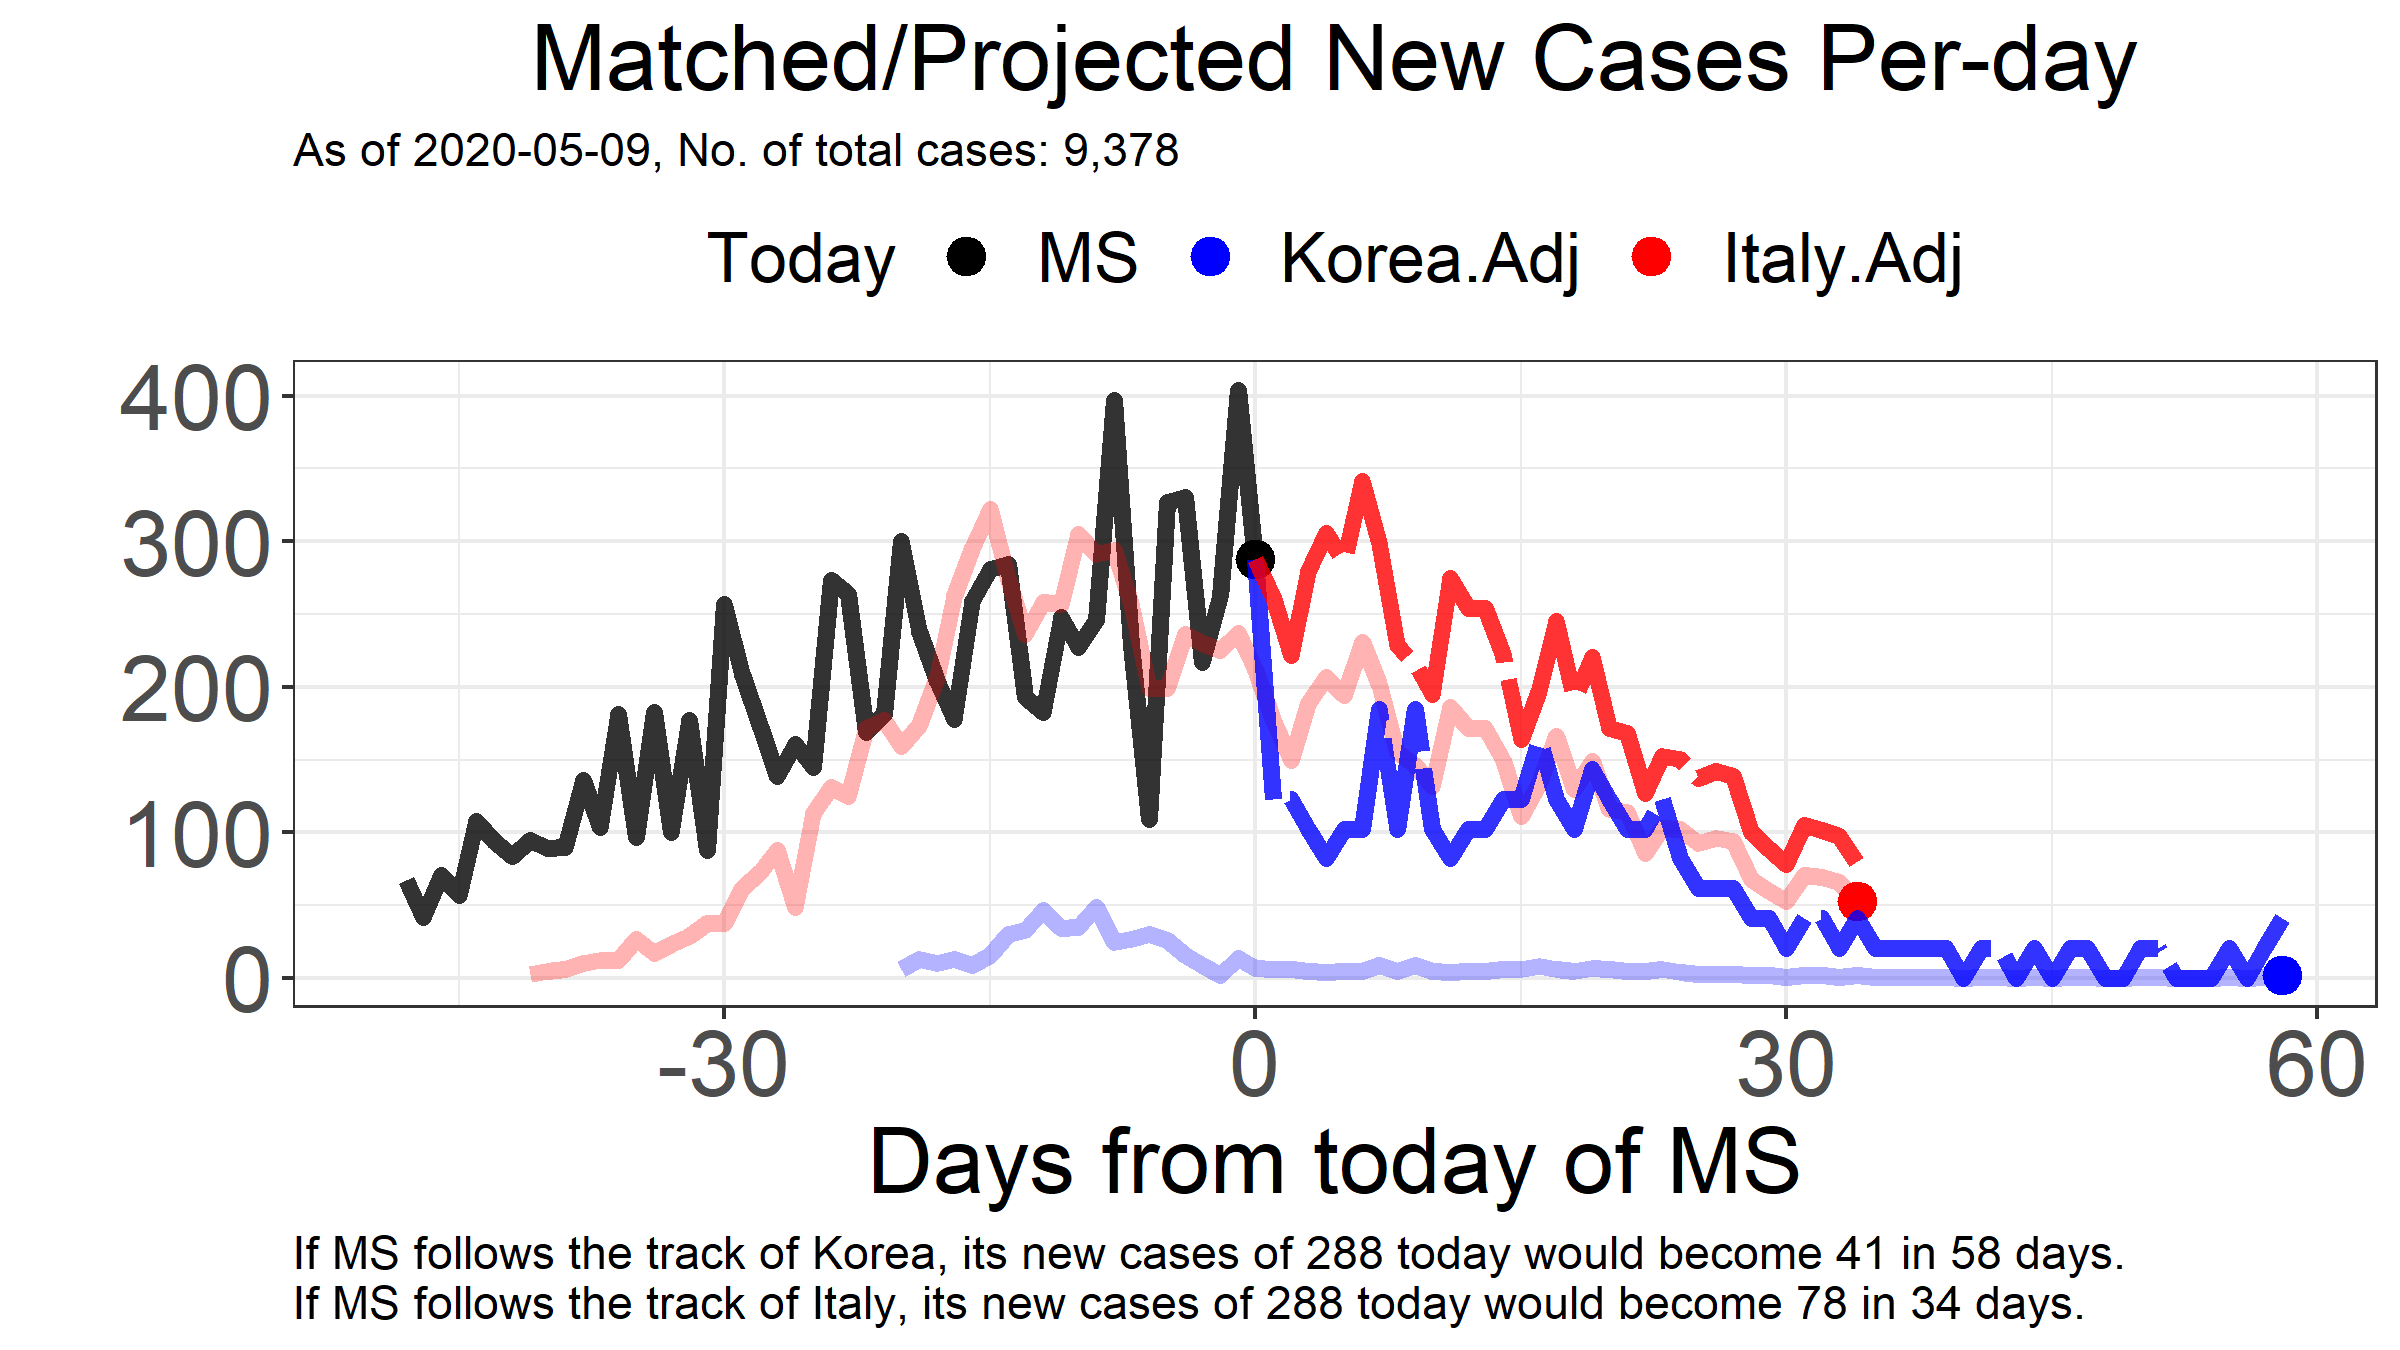 Matched/Projected New Cases Per-day
As of 2020-05-09, No. of total cases: 9,378
Today MS Korea.Adj Italy.Adj
400
300
200
100
0
-30 0 30 60
Days from today of MS
If MS follows the track of Korea, its new cases of 288 today would become 41 in 58 days.
If MS follows the track of Italy, its new cases of 288 today would become 78 in 34 days.